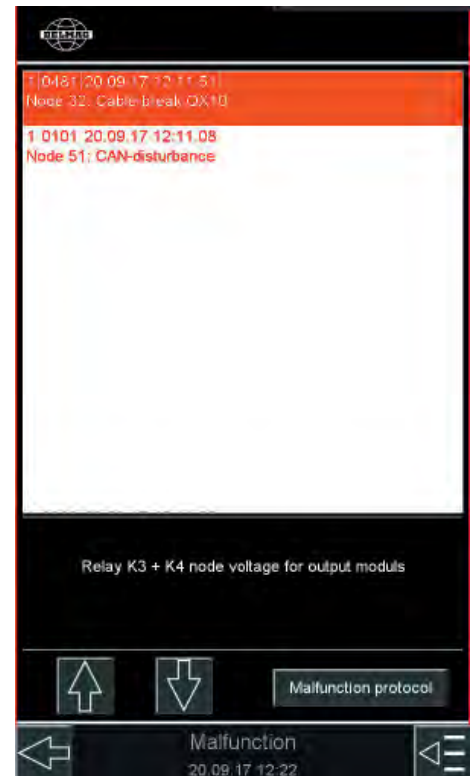 DELMAG
1 0481 20.09.17 12:11:51
Node 32: Cable break QX10
1 0101 20.09.17 12:11.08
Node 51: CAN-disturbance
Relay K3 + K4 node voltage for output moduls
Malfunction protocol
Malfunction
20.09.17 12:22